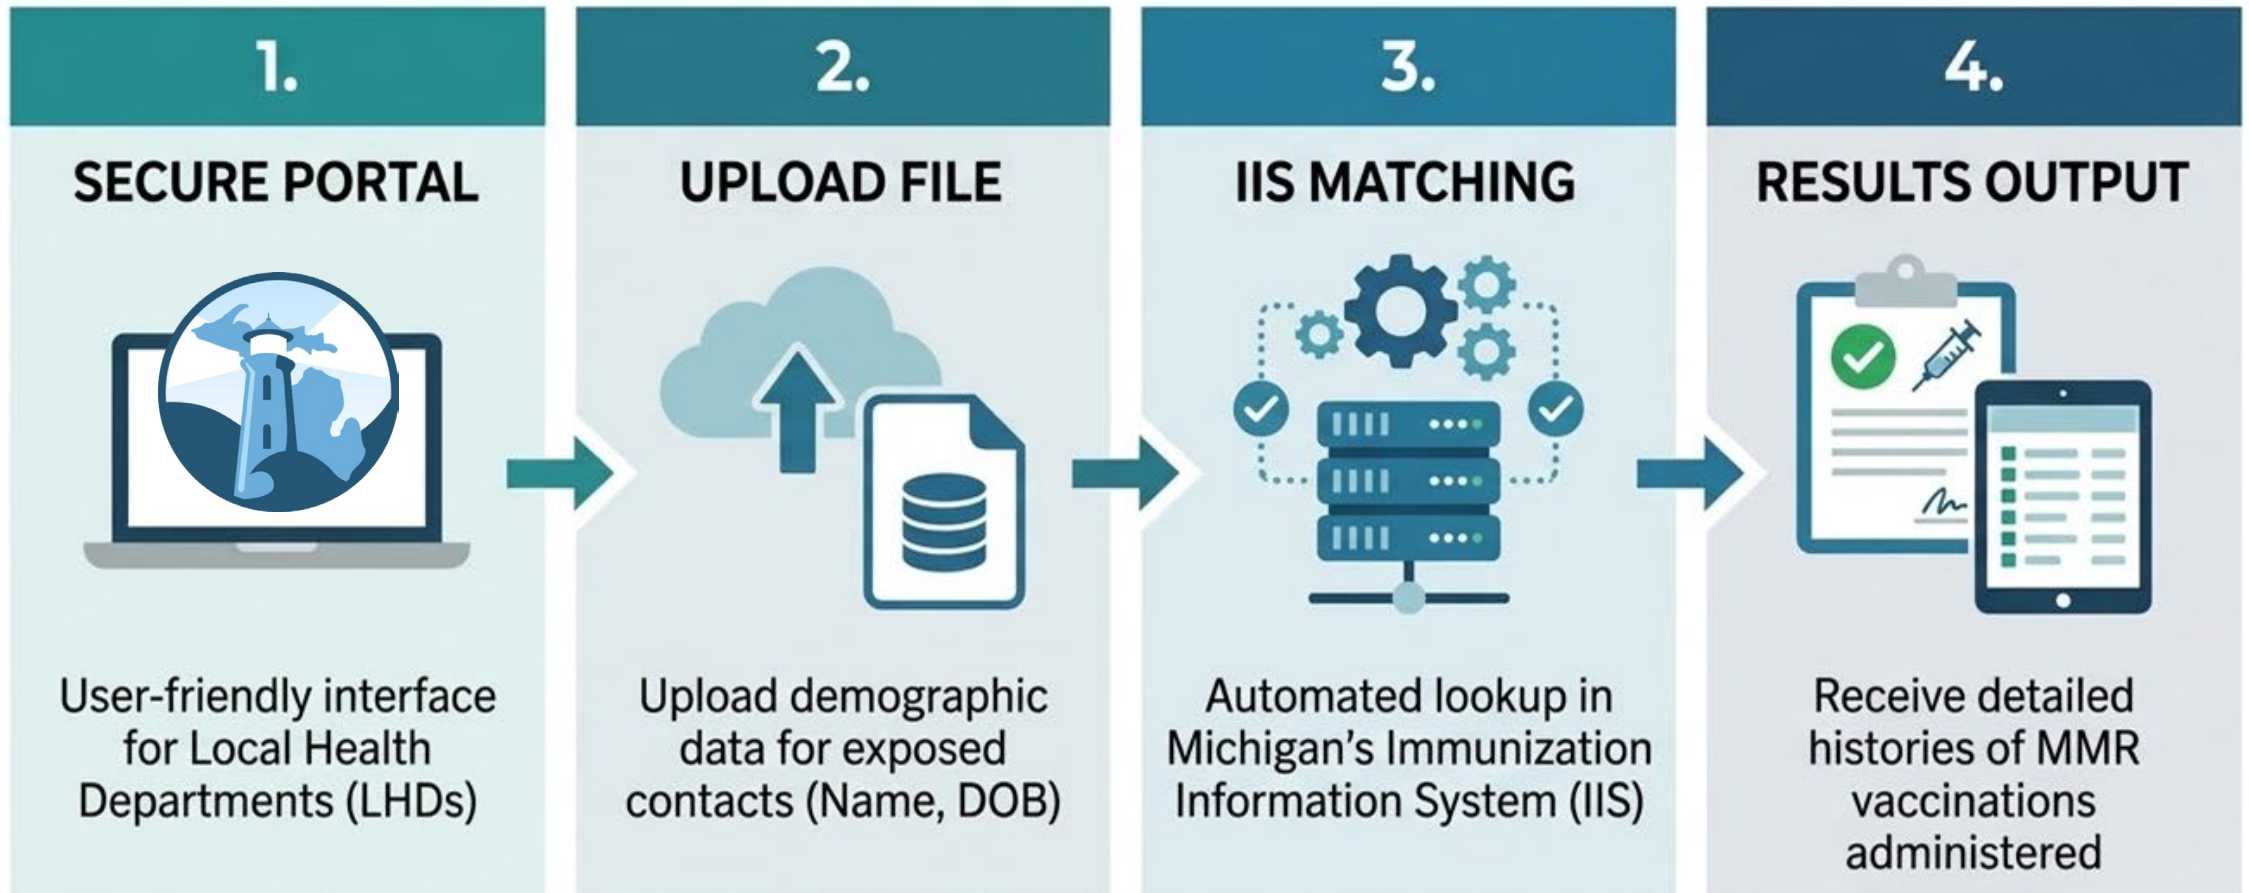 1.
SECURE PORTAL
User-friendly interface
for Local Health
Departments (LHDs)
2.
UPLOAD FILE
Upload demographic
data for exposed
contacts (Name, DOB)
3.
IIS MATCHING
Automated lookup in
Michigan's Immunization
Information System (IIS)
4.
RESULTS OUTPUT
Receive detailed
histories of MMR
vaccinations
administered